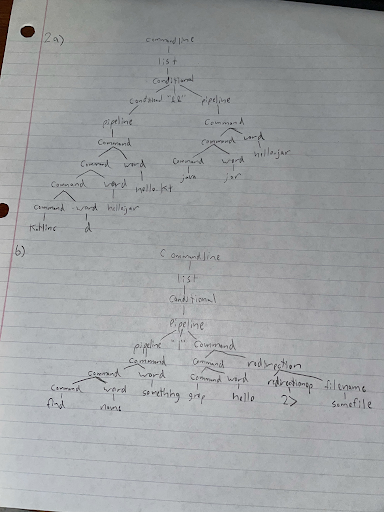 2a)
commandline
list
conditional
conditional "&&" pipeline
pipeline command
command command word
command word command word hellojar
command word Hello.kt java jar
command word hellojar
kotlinc d
b)
Commandline
list
Conditional
Pipeline
pipeline "|" command
command command redirection
command word command word redirectionop filename
command word something grep hello 2> somefile
find name